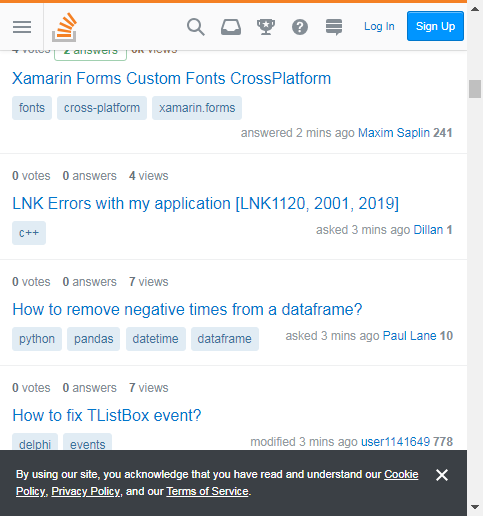 Log In Sign Up
4 votes 2 answers 6k views
Xamarin Forms Custom Fonts CrossPlatform
fonts cross-platform xamarin.forms
answered 2 mins ago Maxim Saplin 241
0 votes 0 answers 4 views
LNK Errors with my application [LNK1120, 2001, 2019]
c++
asked 3 mins ago Dillan 1
0 votes 0 answers 7 views
How to remove negative times from a dataframe?
python pandas datetime dataframe
asked 3 mins ago Paul Lane 10
0 votes 0 answers 7 views
How to fix TListBox event?
delphi events
modified 3 mins ago user1141649 778
By using our site, you acknowledge that you have read and understand our Cookie
Policy, Privacy Policy, and our Terms of Service.